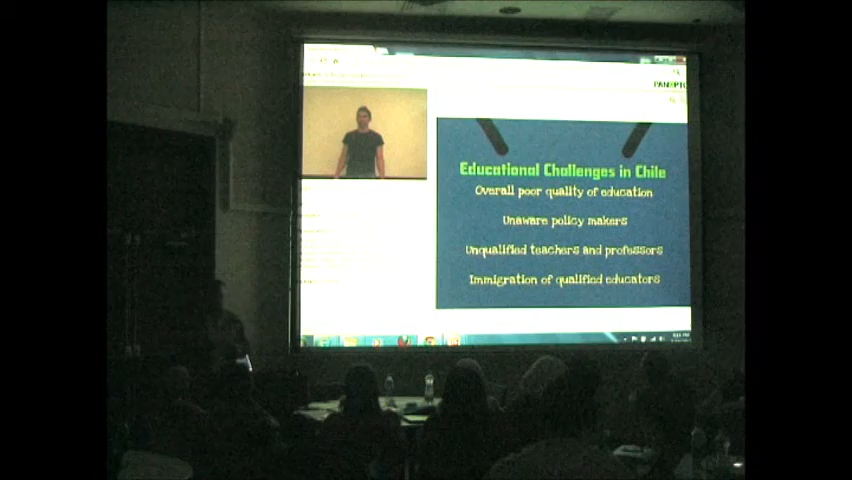 PANOPTO
Educational Challenges in Chile
Overall poor quality of education
Unaware policy makers
Unqualified teachers and professors
Immigration of qualified educators